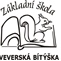 Základní škola
VEVERSKÁ BÍTÝŠKA